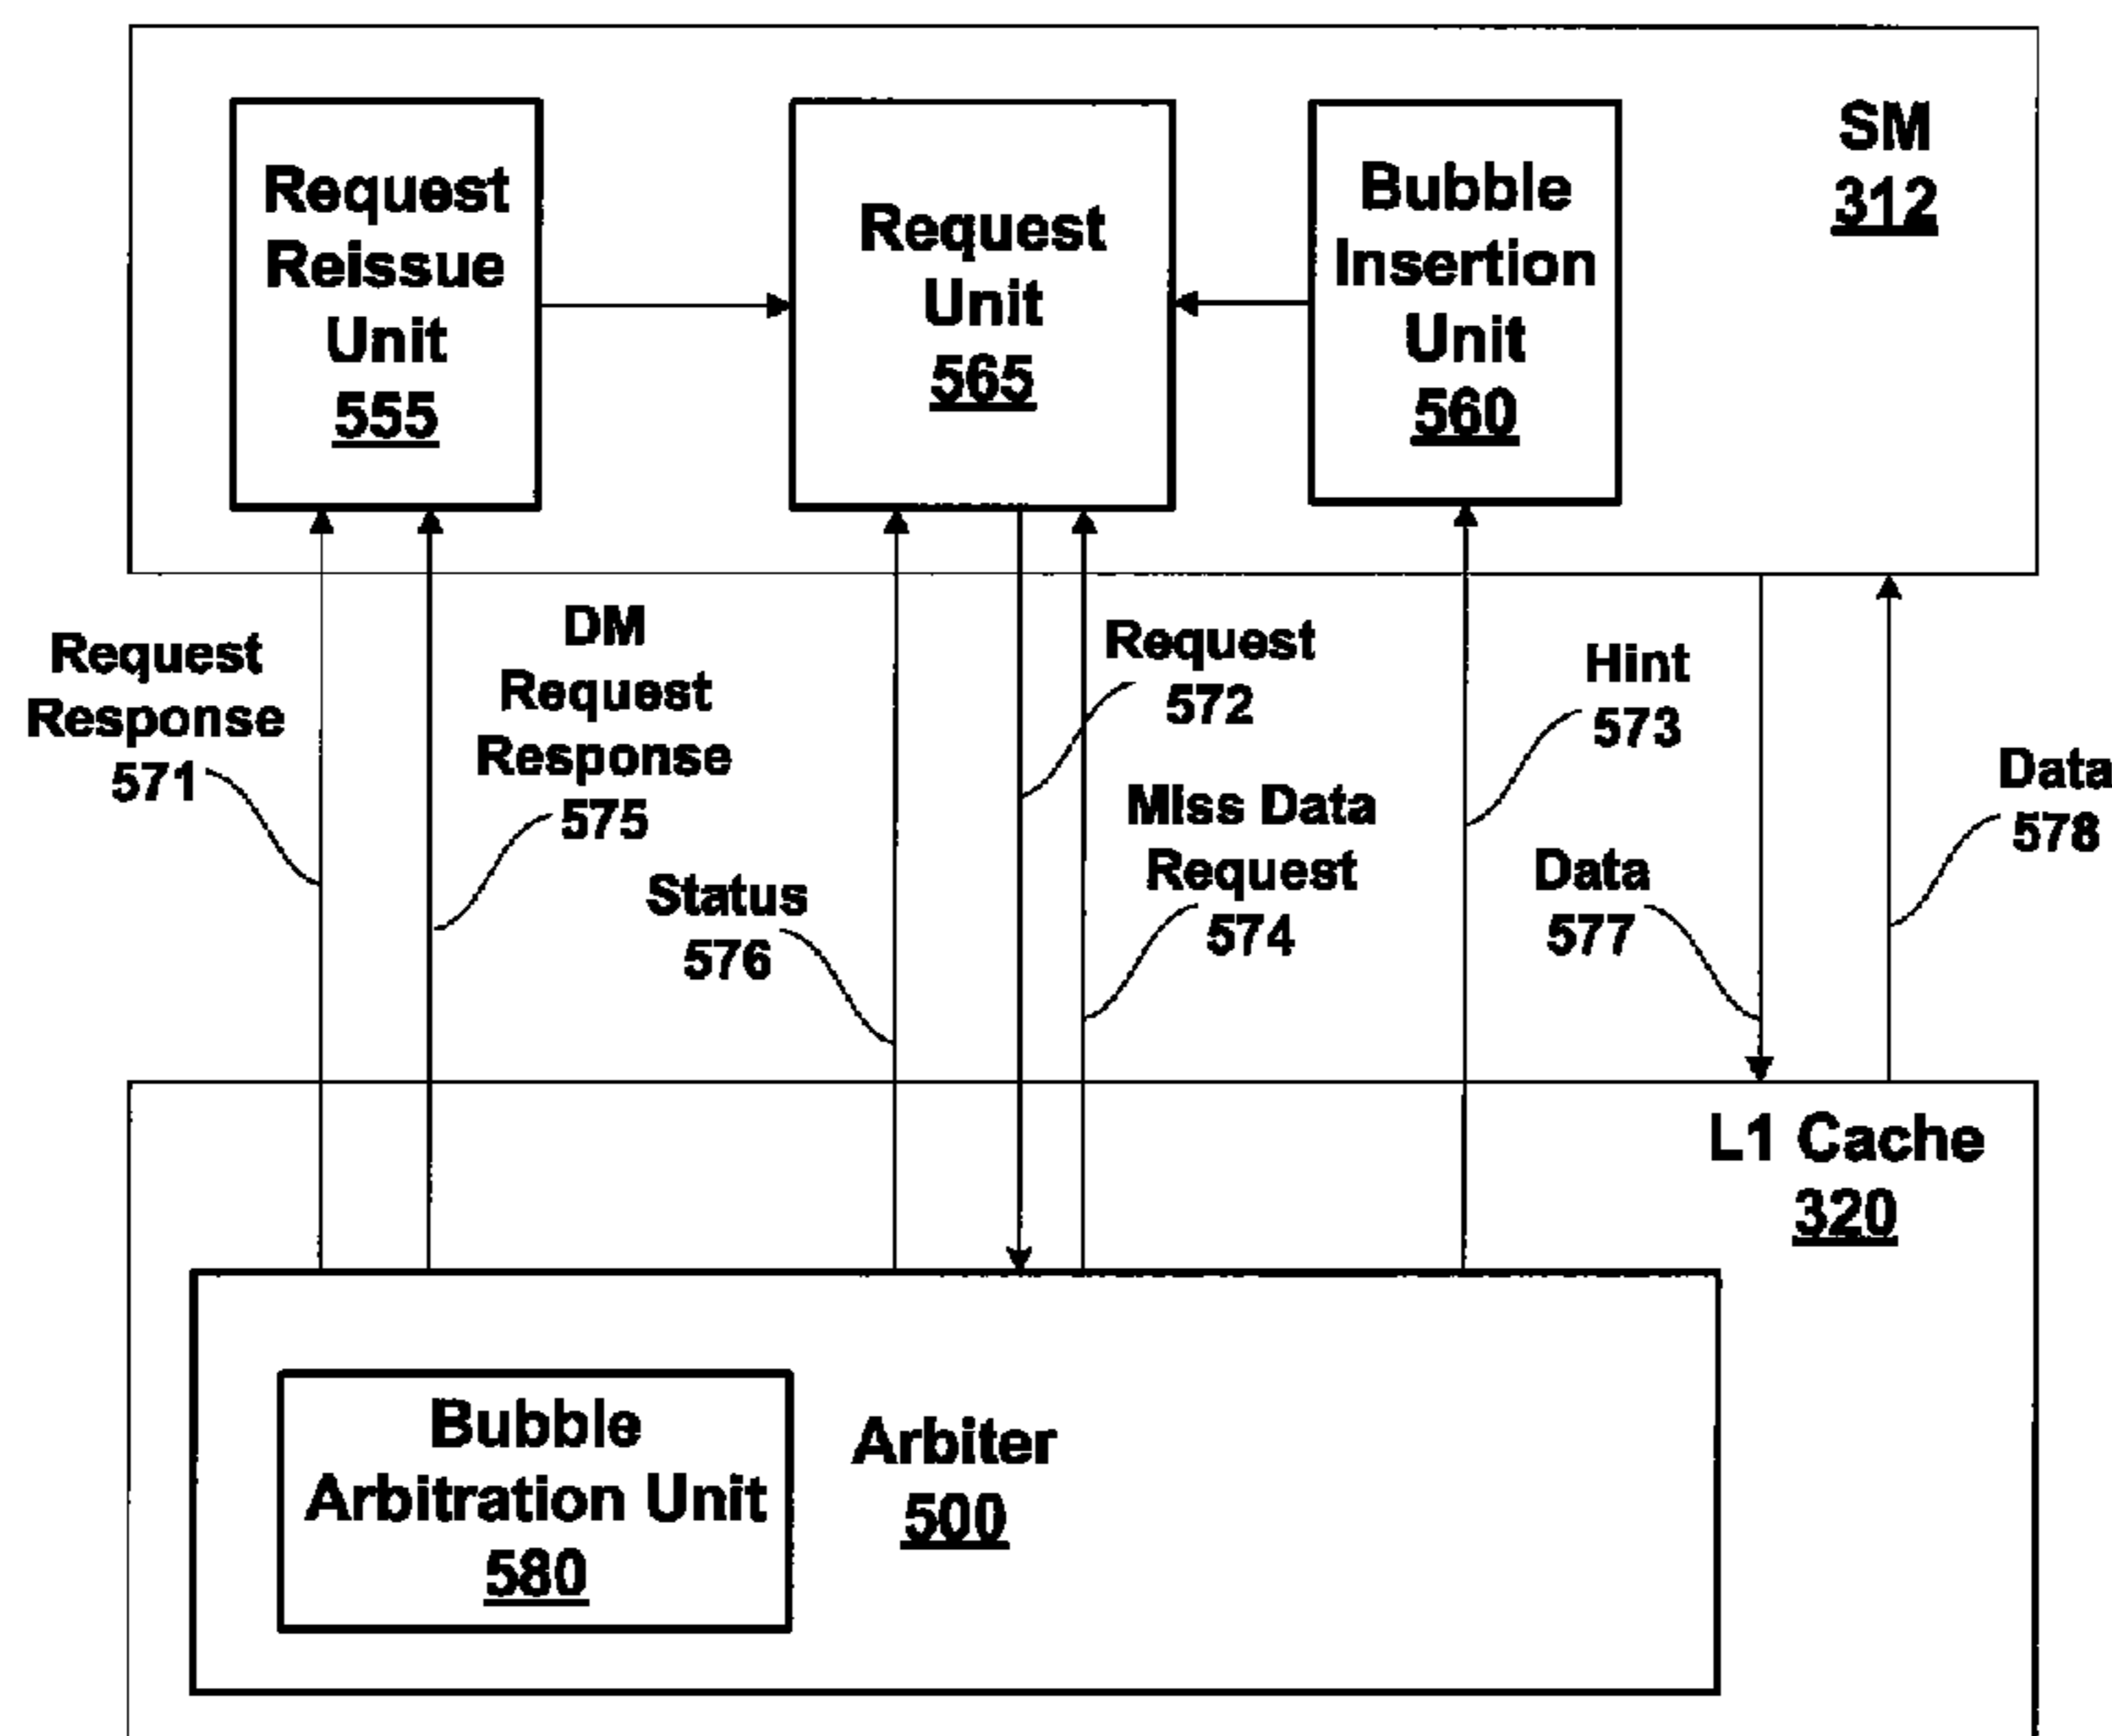 SM
312
Request
Reissue
Unit
555
Request
Unit
565
Bubble
Insertion
Unit
560
Request
Response
571
DM
Request
Response
575
Status
576
Request
572
Miss Data
Request
574
Hint
573
Data
577
Data
578
L1 Cache
320
Bubble
Arbitration Unit
580
Arbiter
500